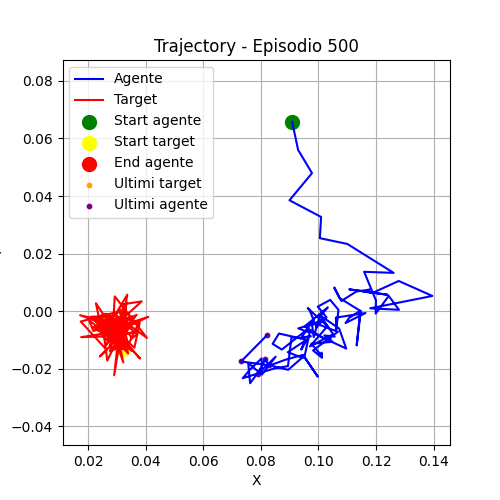 Trajectory - Episodio 500
Agente
Target
Start agente
Start target
End agente
Ultimi target
Ultimi agente
0.08
0.06
0.04
0.02
0.00
−0.02
−0.04
0.02
0.04
0.06
0.08
0.10
0.12
0.14
X